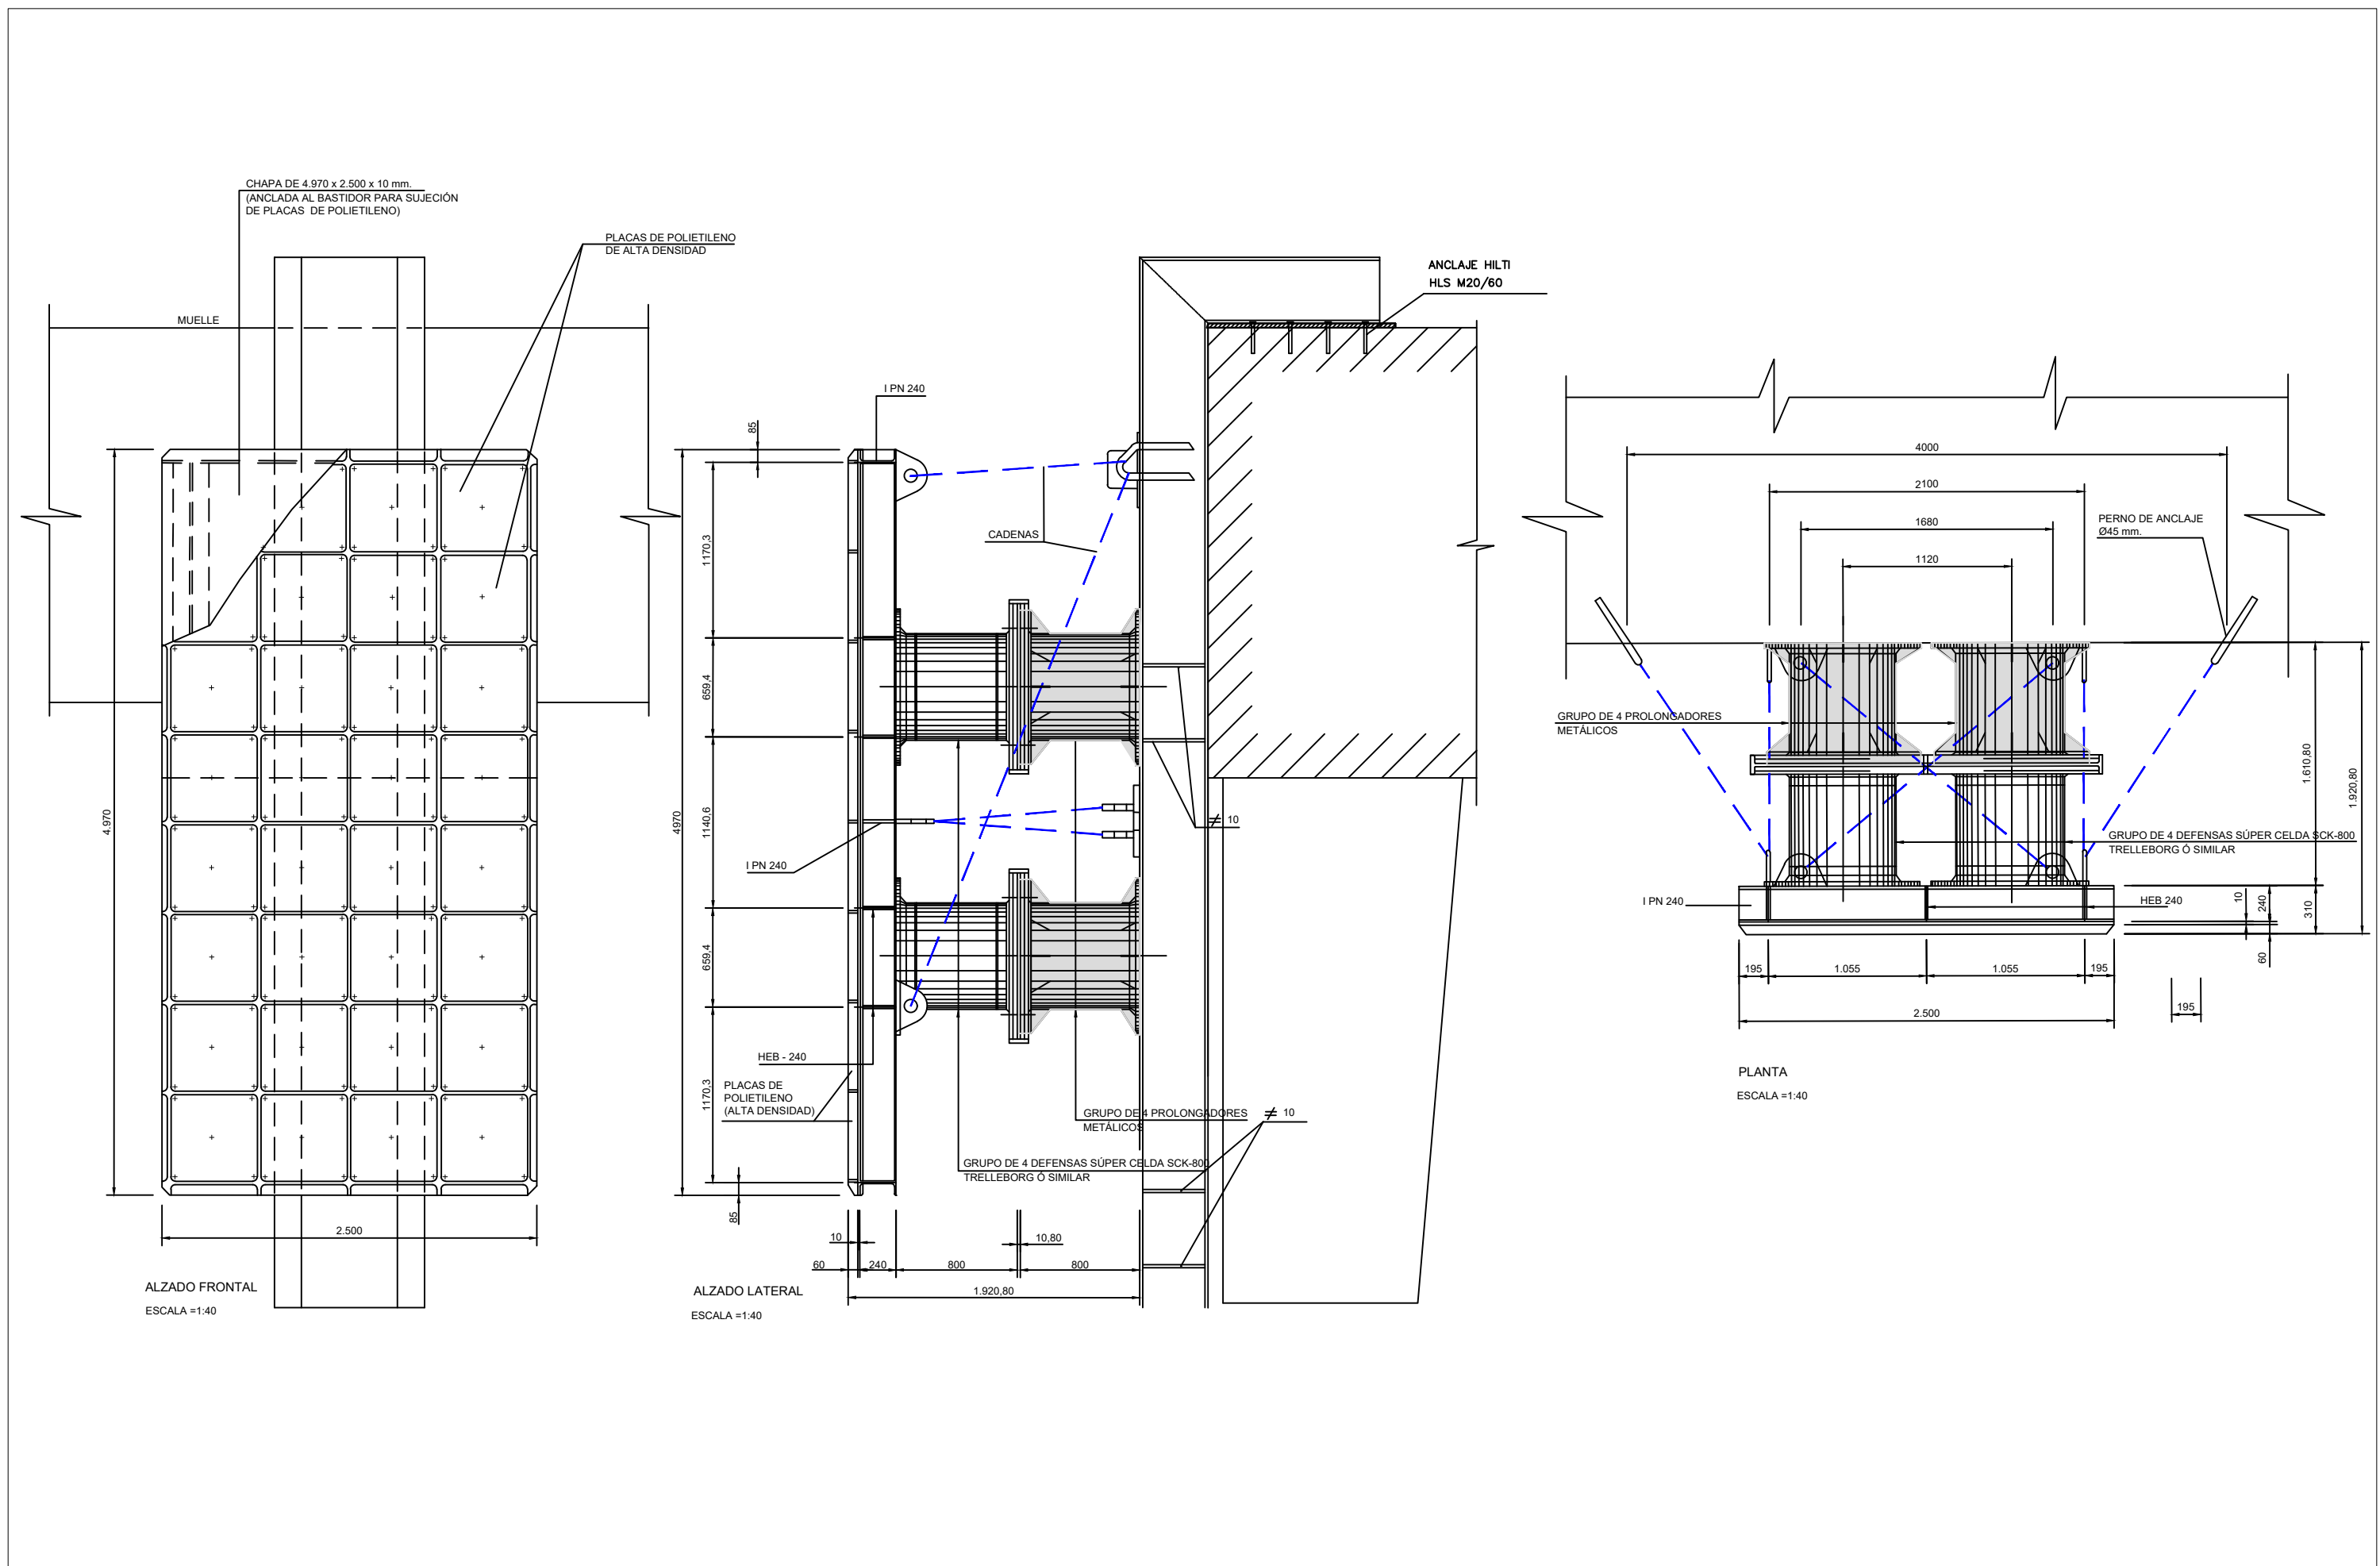 CHAPA DE 4.970 x 2.500 x 10 mm.
(ANCLADA AL BASTIDOR PARA SUJECIÓN
DE PLACAS DE POLIETILENO)
PLACAS DE POLIETILENO
DE ALTA DENSIDAD
MUELLE
4.970
2.500
ALZADO FRONTAL
ESCALA =1:40
ANCLAJE HILTI
HLS M20/60
I PN 240
85
1170,3
659,4
1140,6
659,4
1170,3
85
4970
CADENAS
I PN 240
≠ 10
HEB - 240
PLACAS DE
POLIETILENO
(ALTA DENSIDAD)
GRUPO DE 4 PROLONGADORES
METÁLICOS
≠ 10
GRUPO DE 4 DEFENSAS SÚPER CELDA SCK-800
TRELLEBORG Ó SIMILAR
10
10,80
60
240
800
800
1.920,80
ALZADO LATERAL
ESCALA =1:40
4000
2100
1680
1120
PERNO DE ANCLAJE
Ø45 mm.
GRUPO DE 4 PROLONGADORES
METÁLICOS
1.610,80
1.920,80
GRUPO DE 4 DEFENSAS SÚPER CELDA SCK-800
TRELLEBORG Ó SIMILAR
I PN 240
HEB 240
10
240
310
60
195
1.055
1.055
195
2.500
195
PLANTA
ESCALA =1:40